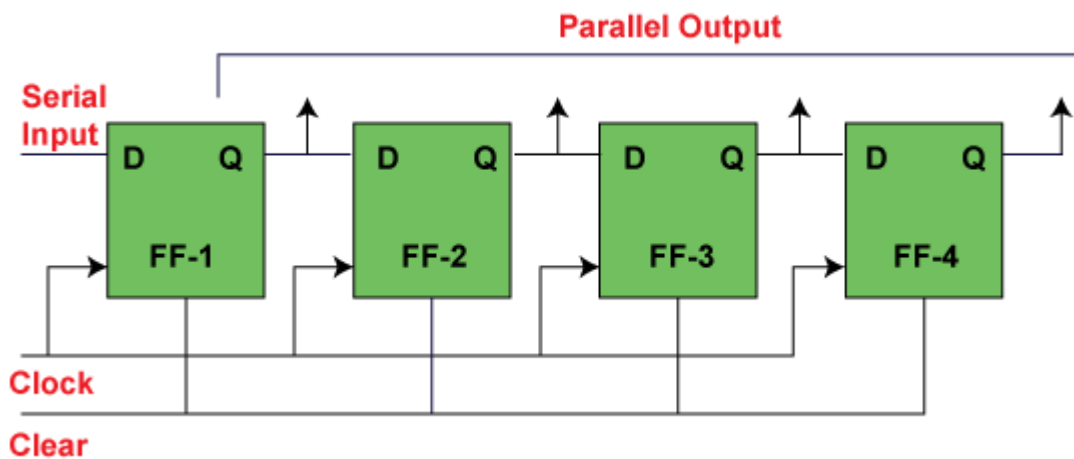 Parallel Output
Serial
Input
D Q D Q D Q D Q
FF-1 FF-2 FF-3 FF-4
Clock
Clear